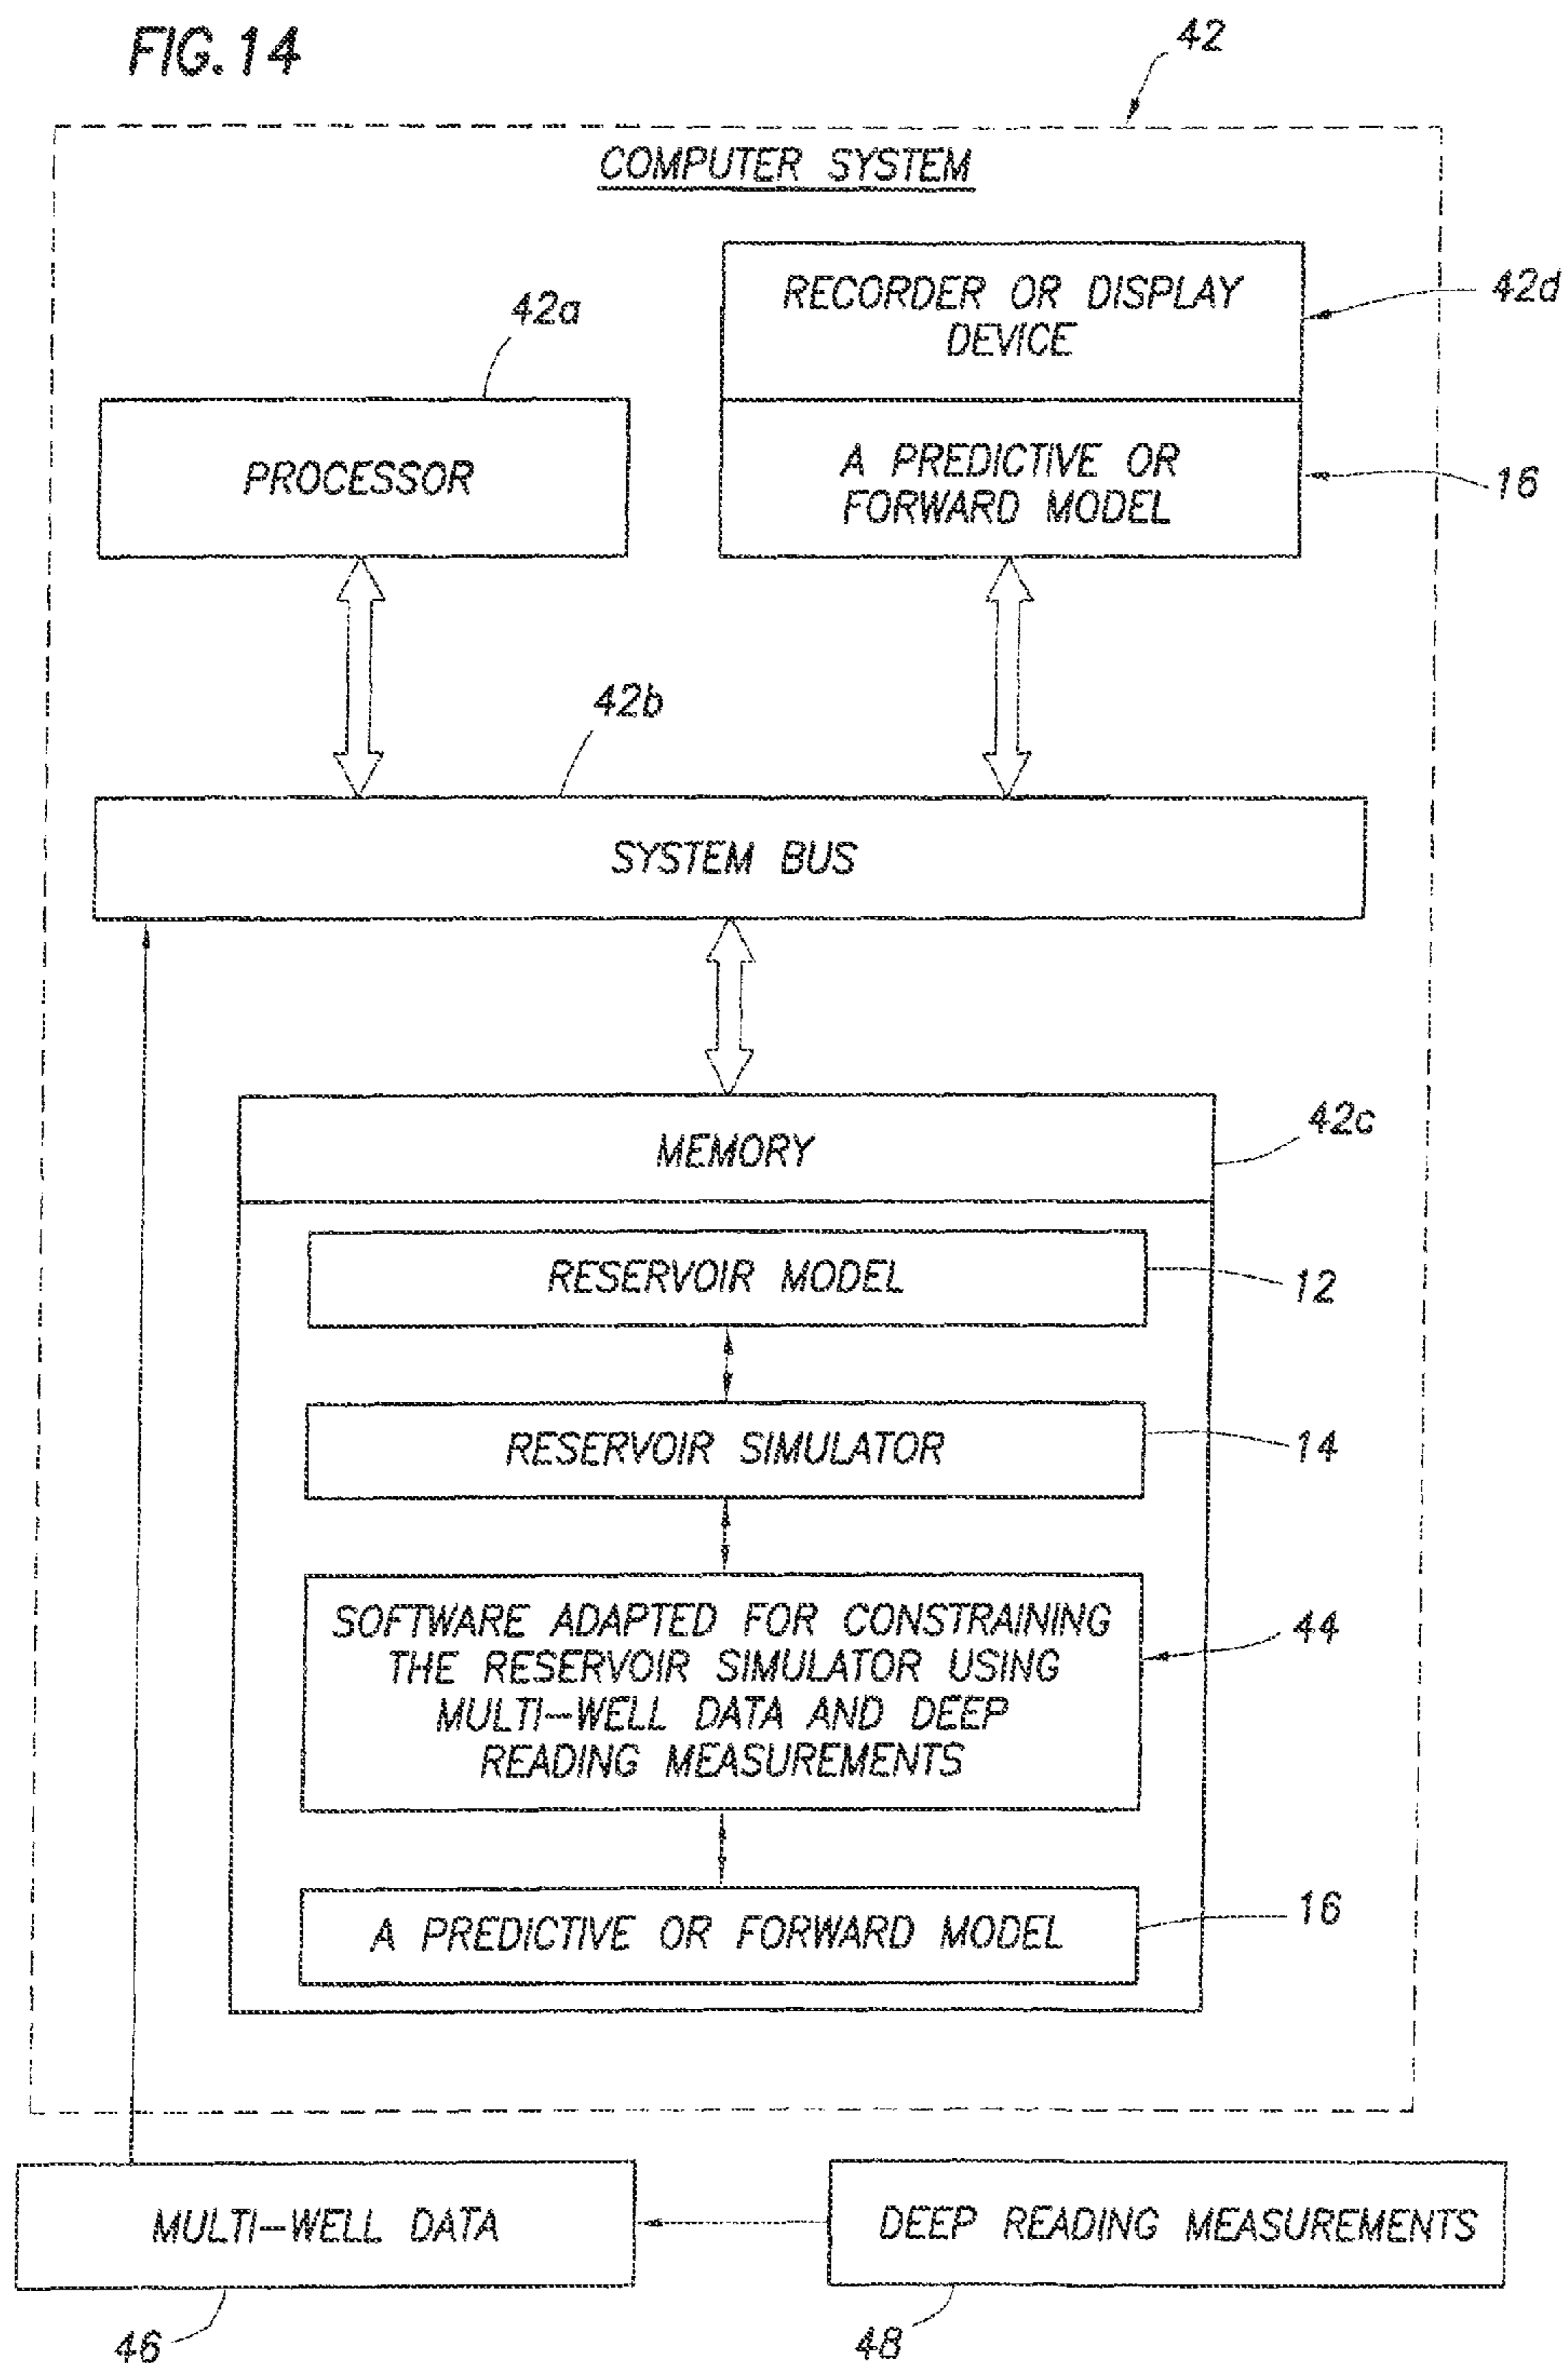 FIG.14
42
COMPUTER SYSTEM
RECORDER OR DISPLAY
DEVICE
42d
42a
PROCESSOR
A PREDICTIVE OR
FORWARD MODEL
16
42b
SYSTEM BUS
MEMORY
42c
RESERVOIR MODEL
12
RESERVOIR SIMULATOR
14
SOFTWARE ADAPTED FOR CONSTRAINING
THE RESERVOIR SIMULATOR USING
MULTI-WELL DATA AND DEEP
READING MEASUREMENTS
44
A PREDICTIVE OR FORWARD MODEL
16
MULTI-WELL DATA
DEEP READING MEASUREMENTS
46
48